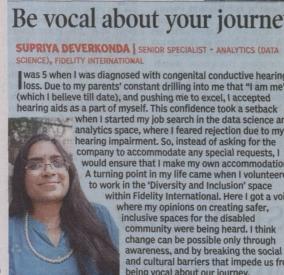 Be vocal about your journe
SUPRIYA DEVERKONDA | SENIOR SPECIALIST - ANALYTICS (DATA
SCIENCE), FIDELITY INTERNATIONAL
I was 5 when I was diagnosed with congenital conductive hearing
loss. Due to my parents' constant drilling into me that "I am me"
(which I believe till date), and pushing me to excel, I accepted
hearing aids as a part of myself. This confidence took a setback
when I started my job search in the data science an
analytics space, where I feared rejection due to my
hearing impairment. So, instead of asking for the
company to accommodate any special requests, I
would ensure that I make my own accommodation
A turning point in my life came when I volunteere
to work in the 'Diversity and Inclusion' space
within Fidelity International. Here I got a voi
where my opinions on creating safer,
inclusive spaces for the disabled
community were being heard. I think
change can be possible only through
awareness, and by breaking the social
and cultural barriers that impede us fr
being vocal about our journey.